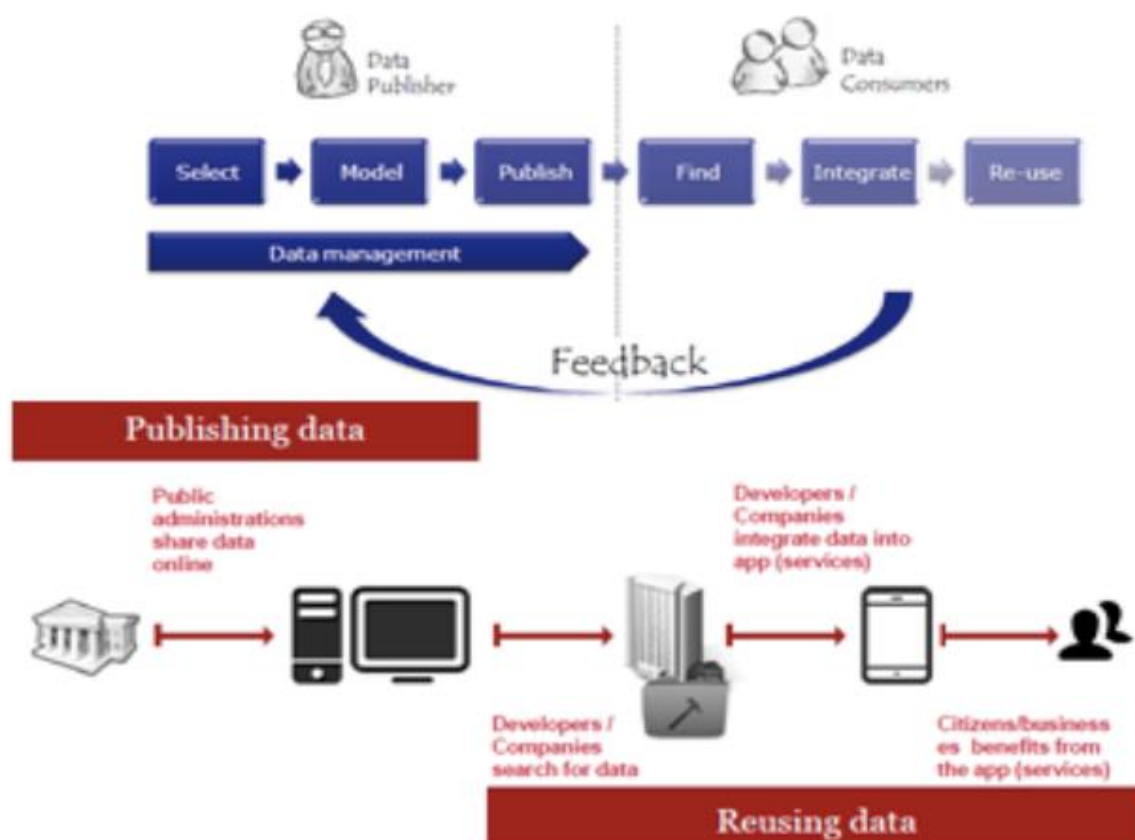 Data
Publisher
Data
Consumers
Select
Model
Publish
Find
Integrate
Re-use
Data management
Feedback
Publishing data
Public
administrations
share data
online
Developers /
Companies
integrate data into
app (services)
Developers /
Companies
search for data
Citizens/business
es benefits from
the app (services)
Reusing data